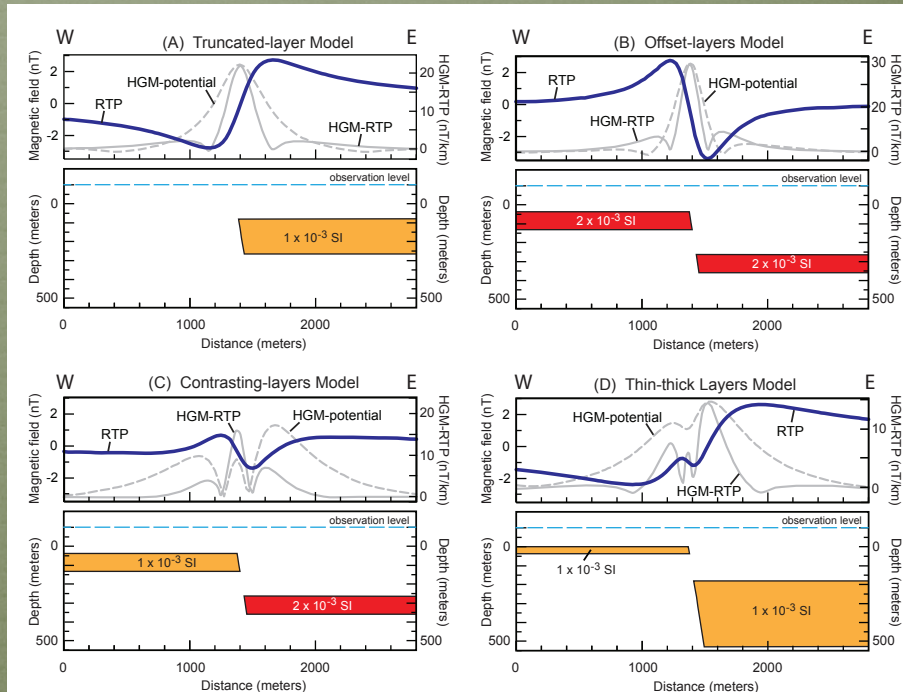 W (A) Truncated-layer Model E
Magnetic field (nT)
2
0
-2
HGM-potential
RTP
HGM-RTP
20
10
0
HGM-RTP (nT/km)
observation level
Depth (meters)
0
500
1 x 10⁻³ SI
0
500
Depth (meters)
0 1000 2000
Distance (meters)
W (B) Offset-layers Model E
Magnetic field (nT)
2
0
-2
RTP
HGM-potential
HGM-RTP
30
20
10
0
HGM-RTP (nT/km)
observation level
Depth (meters)
0
500
2 x 10⁻³ SI
2 x 10⁻³ SI
0
500
Depth (meters)
0 1000 2000
Distance (meters)
W (C) Contrasting-layers Model E
Magnetic field (nT)
2
0
-2
RTP
HGM-RTP
HGM-potential
20
10
0
HGM-RTP (nT/km)
observation level
Depth (meters)
0
500
1 x 10⁻³ SI
2 x 10⁻³ SI
0
500
Depth (meters)
0 1000 2000
Distance (meters)
W (D) Thin-thick Layers Model E
Magnetic field (nT)
2
0
-2
HGM-potential
RTP
HGM-RTP
10
0
HGM-RTP (nT/km)
observation level
Depth (meters)
0
500
1 x 10⁻³ SI
1 x 10⁻³ SI
0
500
Depth (meters)
0 1000 2000
Distance (meters)